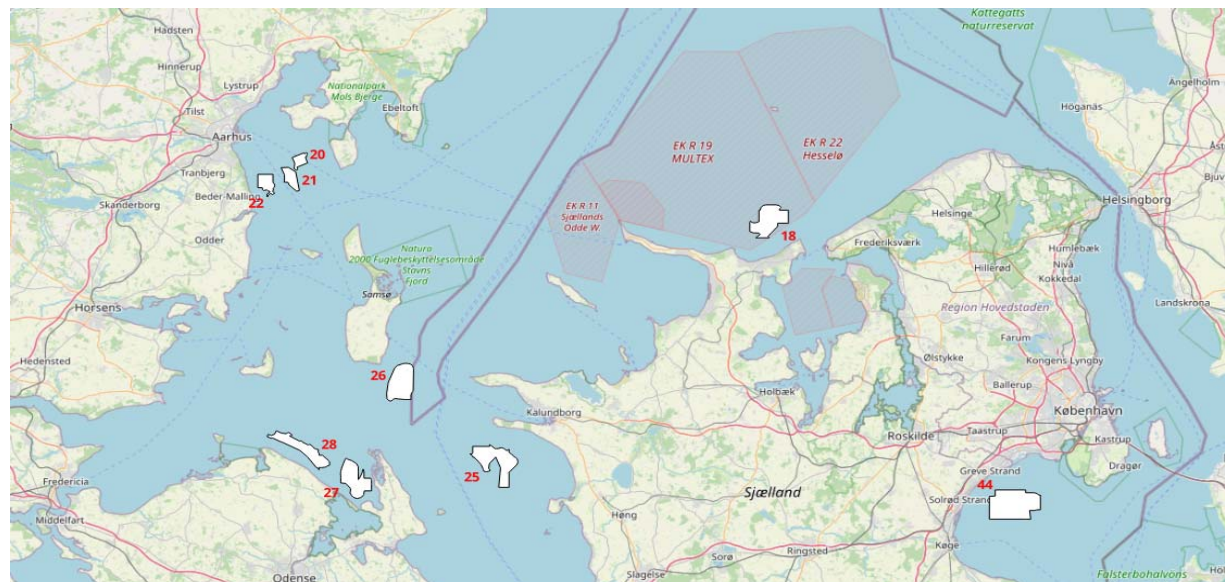 Kattegatts
naturreservat
Hadsten
Hinnerup
Lystrup
Nationalpark
Mols Bjerge
Ebeltoft
Tilst
Aarhus
Höganäs
Ängelholm
EK R 19
MULTEX
EK R 22
Hesselø
20
21
22
Tranbjerg
Beder-Malling
Skanderborg
EK R 11
Sjællands
Odde W.
18
Helsinge
Helsingborg
Odder
Frederiksværk
Humlebæk
Natura
2000 Fuglebeskyttelsesområde
Stavns
Fjord
Samsø
Hillerød
Nivå
Kokkedal
Landskrona
Horsens
Region Hovedstaden
Farum
Hedensted
Ølstykke
Kongens Lyngby
26
Ballerup
Holbæk
Kalundborg
København
Taastrup
Roskilde
Kastrup
28
Dragør
25
Greve Strand
44
Fredericia
27
Sjælland
Solrød Strand
Middelfart
Høng
Køge
Ringsted
Sorø
Odense
Slagelse
Falsterbohalvöns